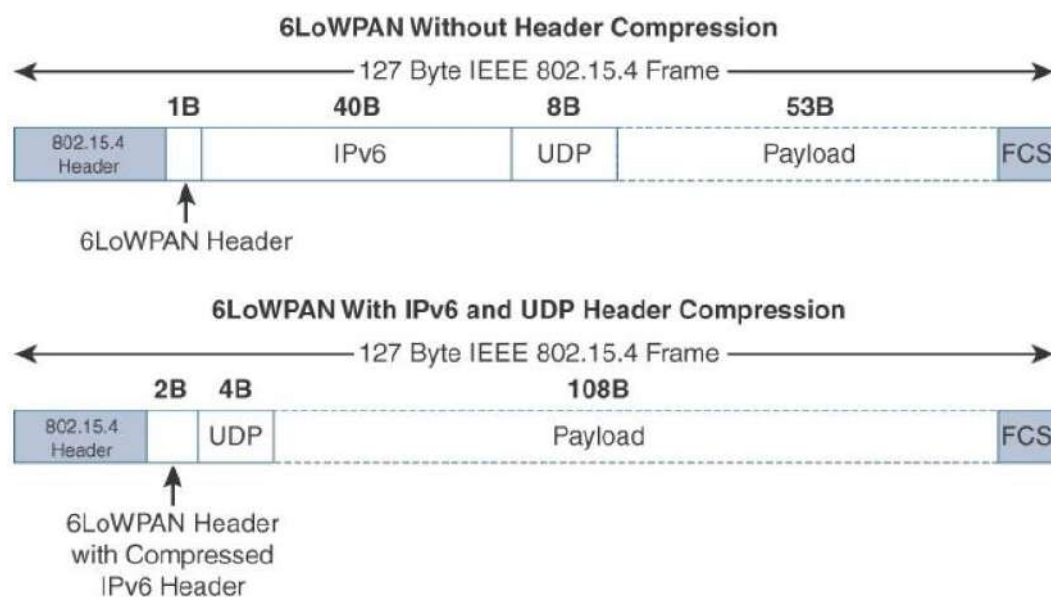 6LoWPAN Without Header Compression
127 Byte IEEE 802.15.4 Frame
1B 40B 8B 53B
802.15.4
Header
IPv6 UDP Payload FCS
6LoWPAN Header
6LoWPAN With IPv6 and UDP Header Compression
127 Byte IEEE 802.15.4 Frame
2B 4B 108B
802.15.4
Header
UDP Payload FCS
6LoWPAN Header
with Compressed
IPv6 Header